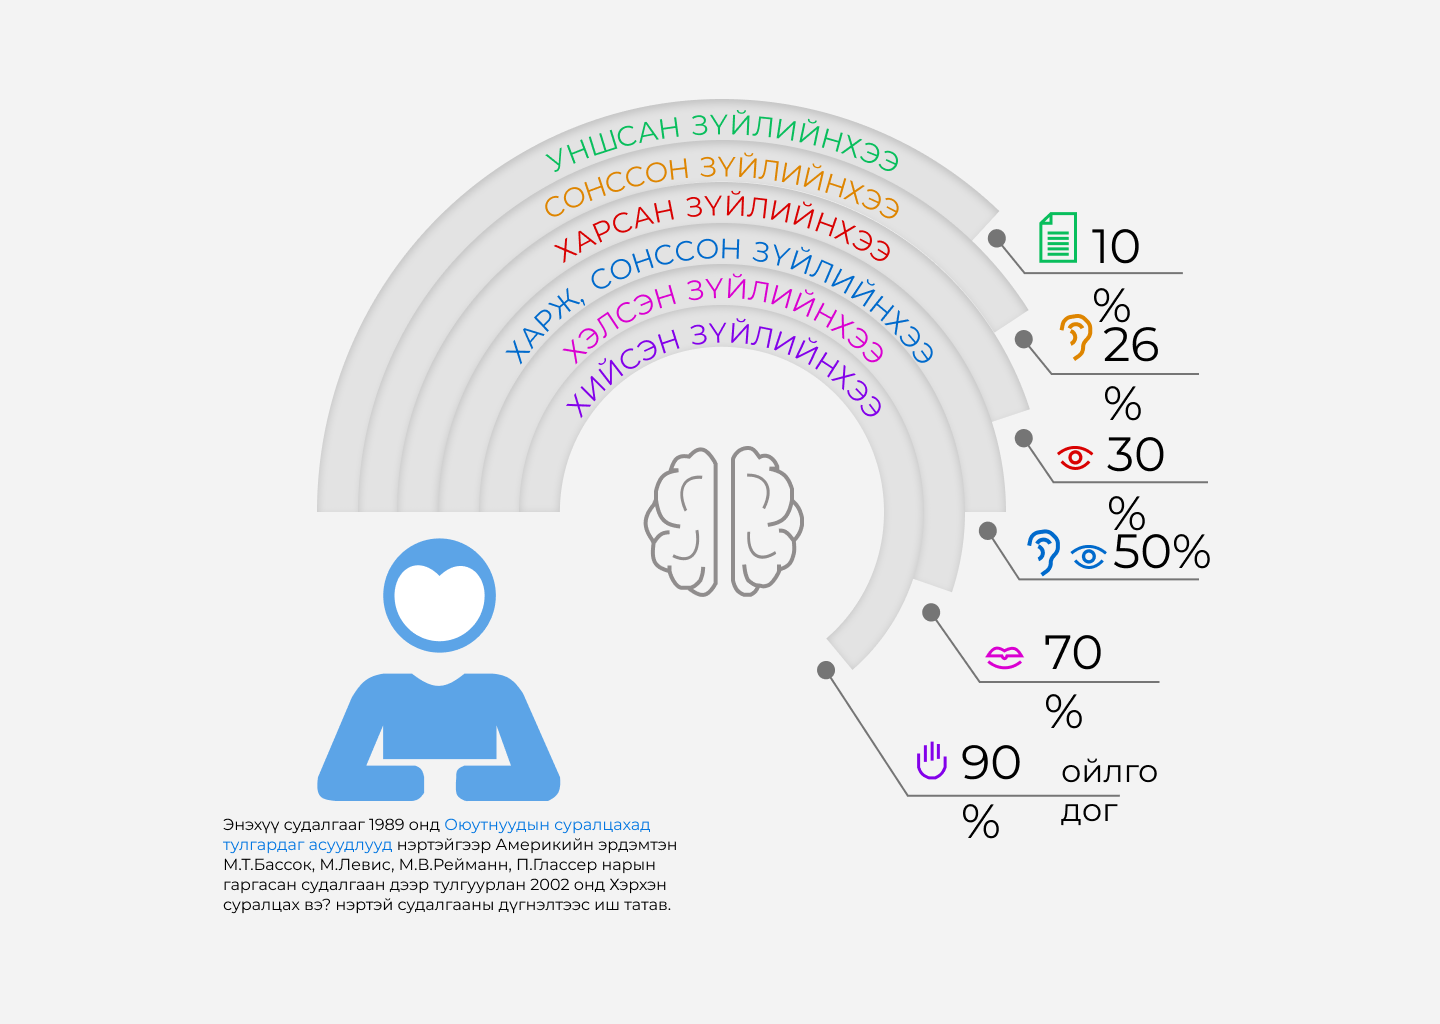 УНШСАН ЗҮЙЛИЙНХЭЭ
СОНССОН ЗҮЙЛИЙНХЭЭ
ХАРСАН ЗҮЙЛИЙНХЭЭ
ХАРЖ, СОНССОН ЗҮЙЛИЙНХЭЭ
ХЭЛСЭН ЗҮЙЛИЙНХЭЭ
ХИЙСЭН ЗҮЙЛИЙНХЭЭ
10
%
26
%
30
%
50%
70
%
90
%
ойлго
дог
Энэхүү судалгааг 1989 онд Оюутнуудын суралцахад
тулгардаг асуудлууд нэртэйгээр Америкийн эрдэмтэн
М.Т.Бассок, М.Левис, М.В.Рейманн, П.Глассер нарын
гаргасан судалгаан дээр тулгуурлан 2002 онд Хэрхэн
суралцах вэ? нэртэй судалгааны дүгнэлтээс иш татав.